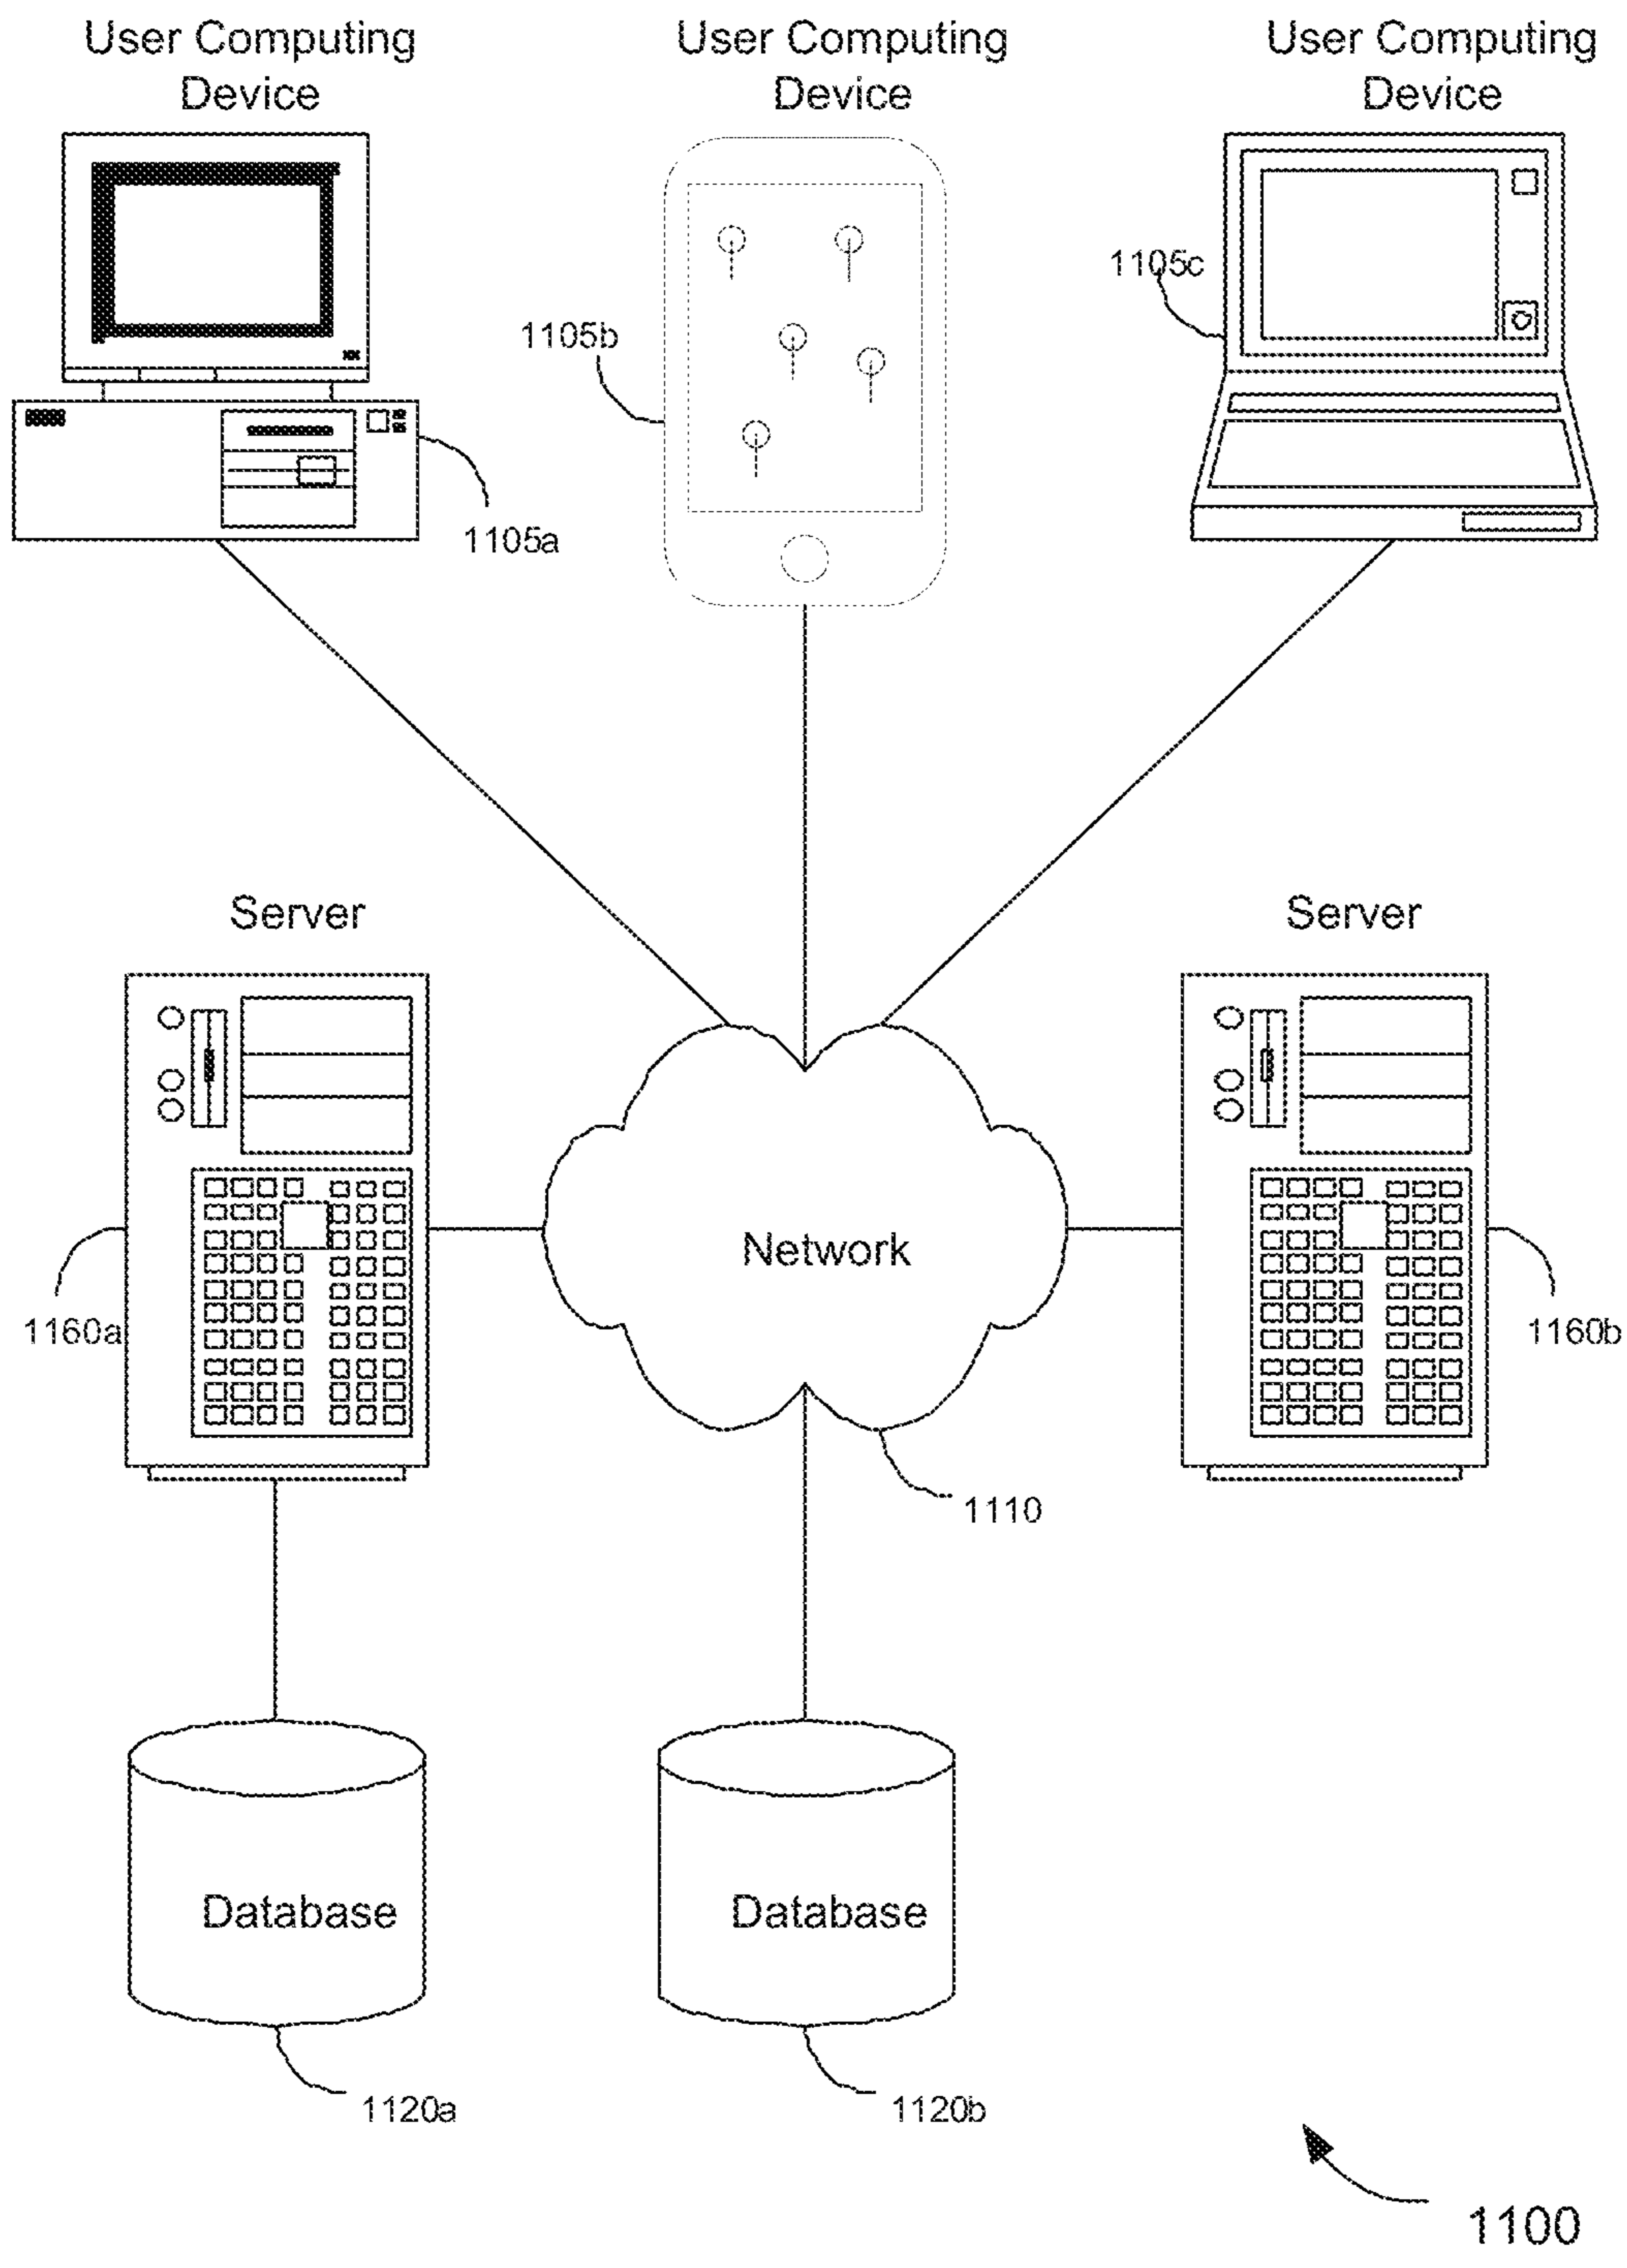 User Computing
Device
User Computing
Device
User Computing
Device
1105a
1105b
1105c
Server
Server
Network
1160a
1160b
1110
Database
Database
1120a
1120b
1100